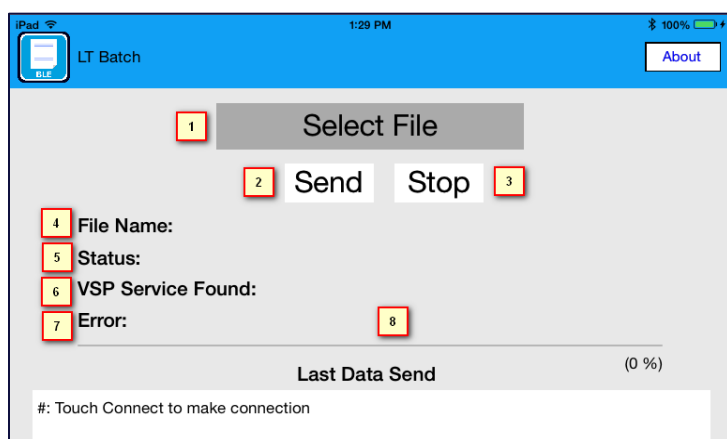 iPad 1:29 PM 100%
BLE LT Batch About
1 Select File
2 Send Stop 3
4 File Name:
5 Status:
6 VSP Service Found:
7 Error: 8
(0 %)
Last Data Send
#: Touch Connect to make connection